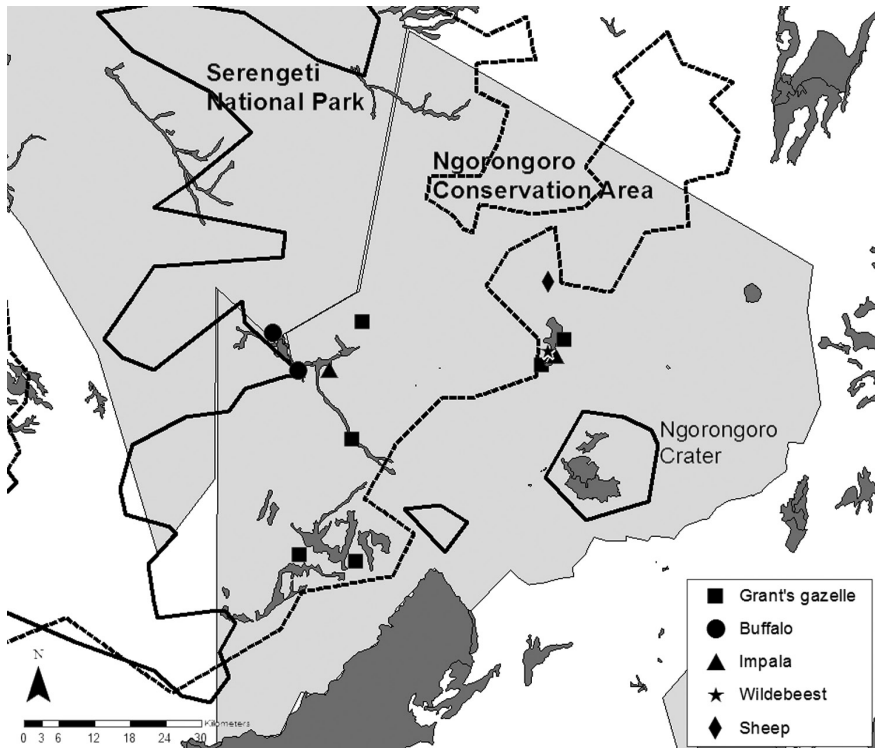 Serengeti
National Park
Ngorongoro
Conservation Area
Ngorongoro
Crater
Grant's gazelle
Buffalo
Impala
Wildebeest
Sheep
N
0 3 6 12 18 24 30 Kilometers